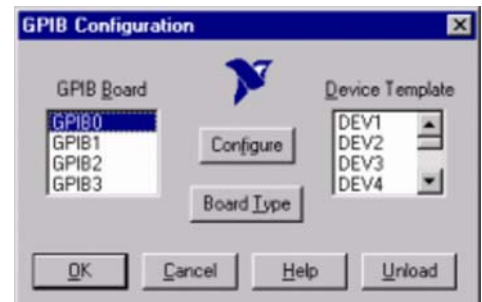 GPIB Configuration
GPIB Board
Device Template
GPIB0
GPIB1
GPIB2
GPIB3
DEV1
DEV2
DEV3
DEV4
Configure
Board Type
OK
Cancel
Help
Unload